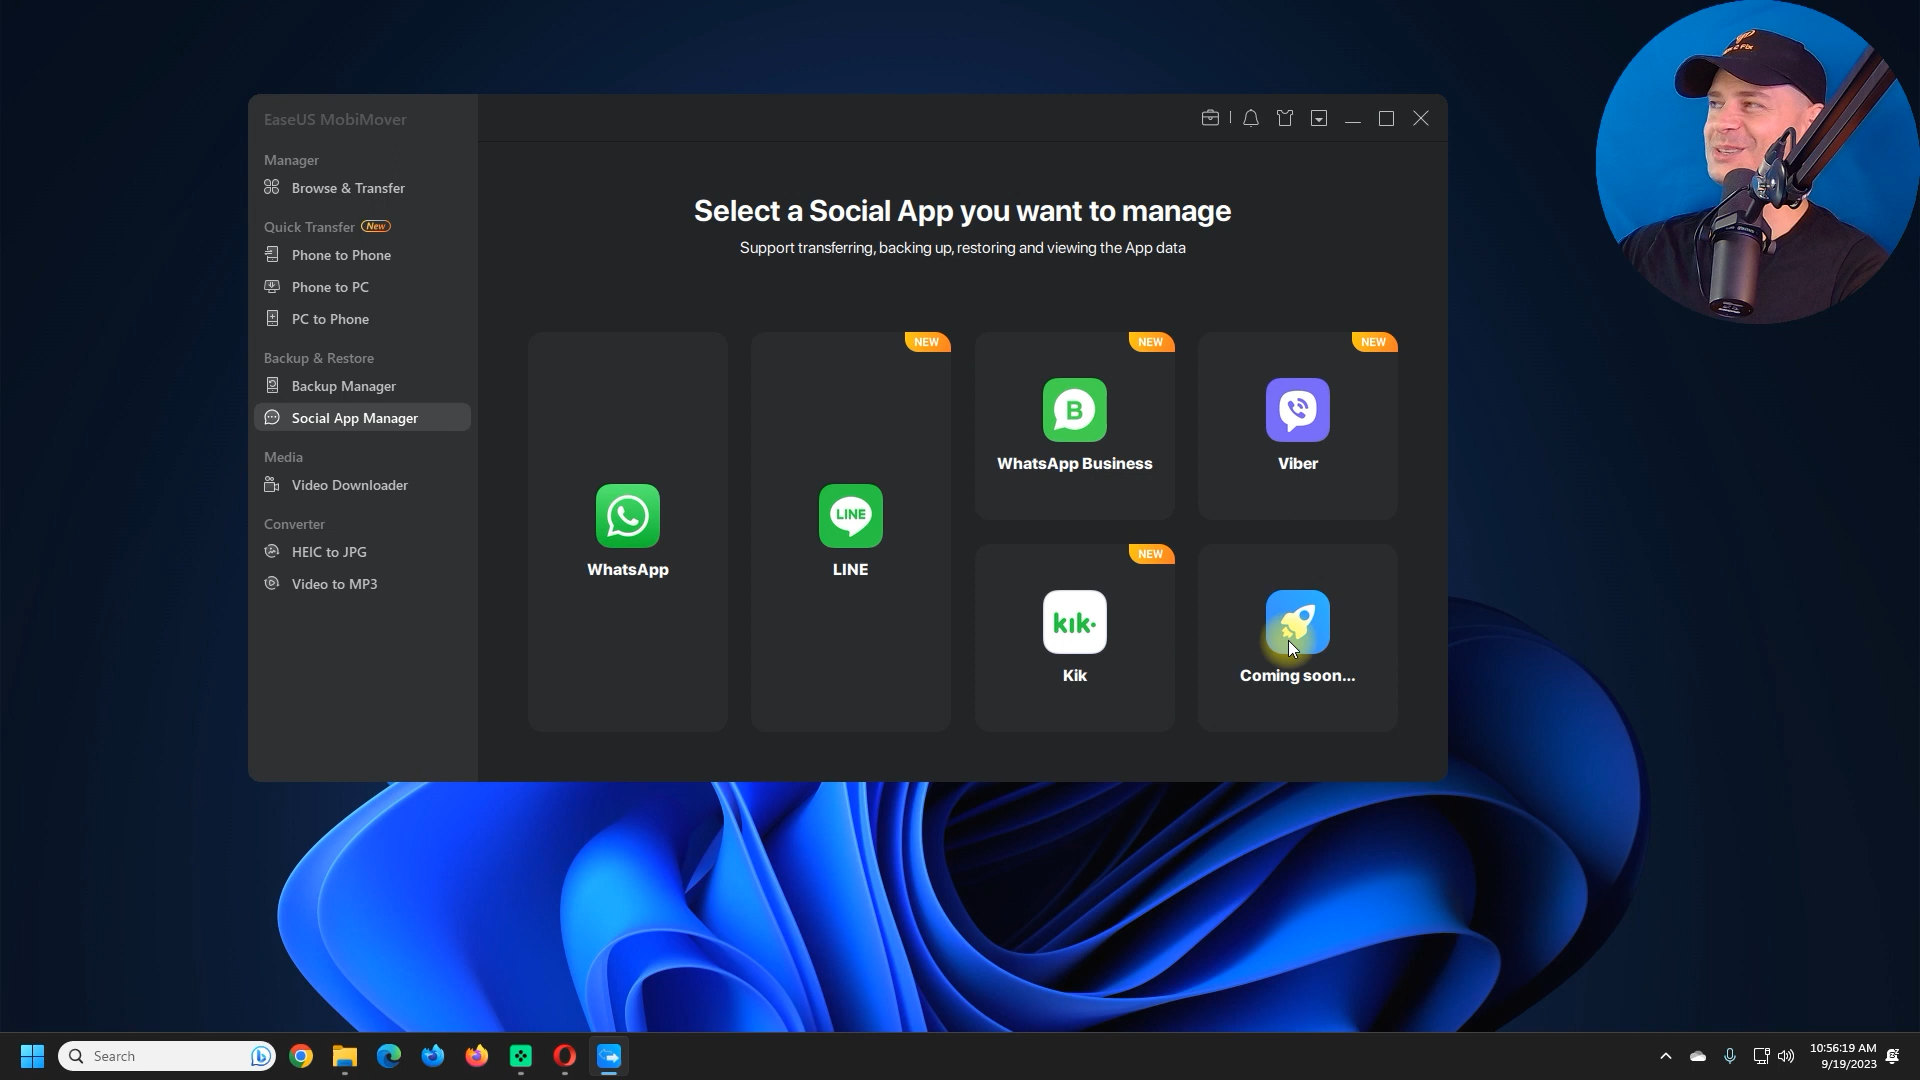 EaseUS MobiMover
Manager
Browse & Transfer
Quick Transfer New
Phone to Phone
Phone to PC
PC to Phone
Backup & Restore
Backup Manager
Social App Manager
Media
Video Downloader
Converter
HEIC to JPG
Video to MP3
Select a Social App you want to manage
Support transferring, backing up, restoring and viewing the App data
WhatsApp
NEW
LINE
LINE
NEW
B
WhatsApp Business
NEW
Viber
NEW
kik.
Kik
Coming soon...
Search
10:56:19 AM
9/19/2023